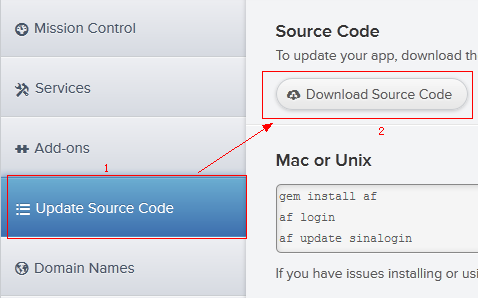 Mission Control
Services
Add-ons
1
Update Source Code
Domain Names
Source Code
To update your app, download th
Download Source Code
2
Mac or Unix
gem install af
af login
af update sinalogin
If you have issues installing or usi